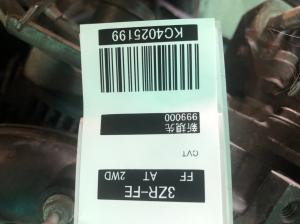 3ZR-FE
FF AT 2WD
CVT
新規先
999000
KC4025199